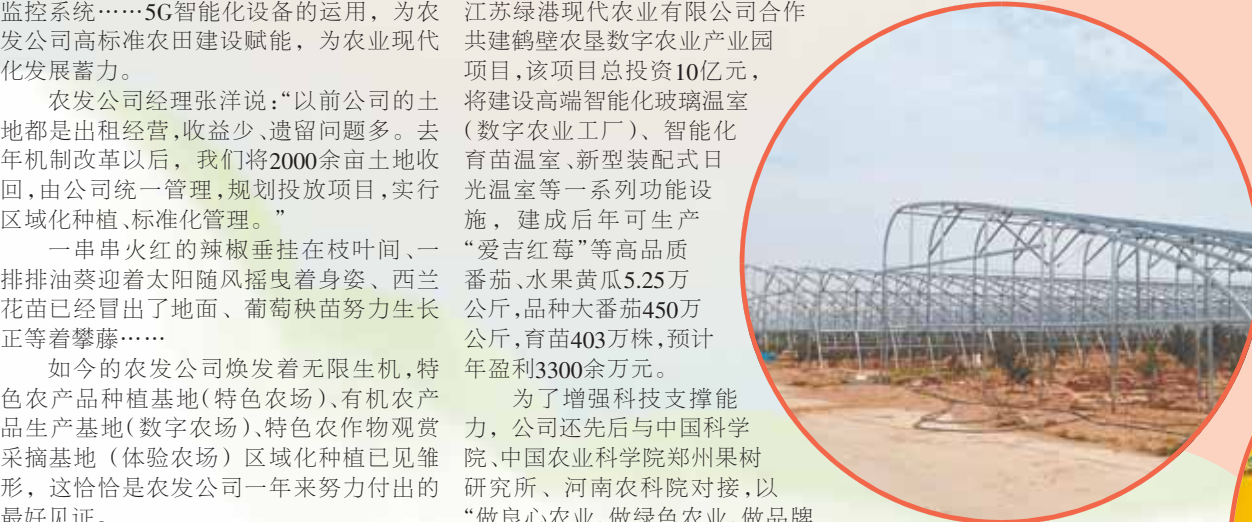 监控系统……5G智能化设备的运用，为农
发公司高标准农田建设赋能，为农业现代
化发展蓄力。
农发公司经理张洋说：“以前公司的土
地都是出租经营，收益少、遗留问题多。去
年机制改革以后，我们将2000余亩土地收
回，由公司统一管理，规划投放项目，实行
区域化种植、标准化管理。”
一串串火红的辣椒垂挂在枝叶间、一
排排油葵迎着太阳随风摇曳着身姿、西兰
花苗已经冒出了地面、葡萄秧苗努力生长
正等着攀藤……
如今的农发公司焕发着无限生机，特
色农产品种植基地（特色农场）、有机农产
品生产基地（数字农场）、特色农作物观赏
采摘基地（体验农场）区域化种植已见雏
形，这恰恰是农发公司一年来努力付出的
最好见证。
江苏绿港现代农业有限公司合作
共建鹤壁农垦数字农业产业园
项目，该项目总投资10亿元，
将建设高端智能化玻璃温室
（数字农业工厂）、智能化
育苗温室、新型装配式日
光温室等一系列功能设
施，建成后年可生产
“爱吉红莓”等高品质
番茄、水果黄瓜5.25万
公斤，品种大番茄450万
公斤，育苗403万株，预计
年盈利3300余万元。
为了增强科技支撑能
力，公司还先后与中国科学
院、中国农业科学院郑州果树
研究所、河南农科院对接，以
“做良心农业、做绿色农业、做品牌